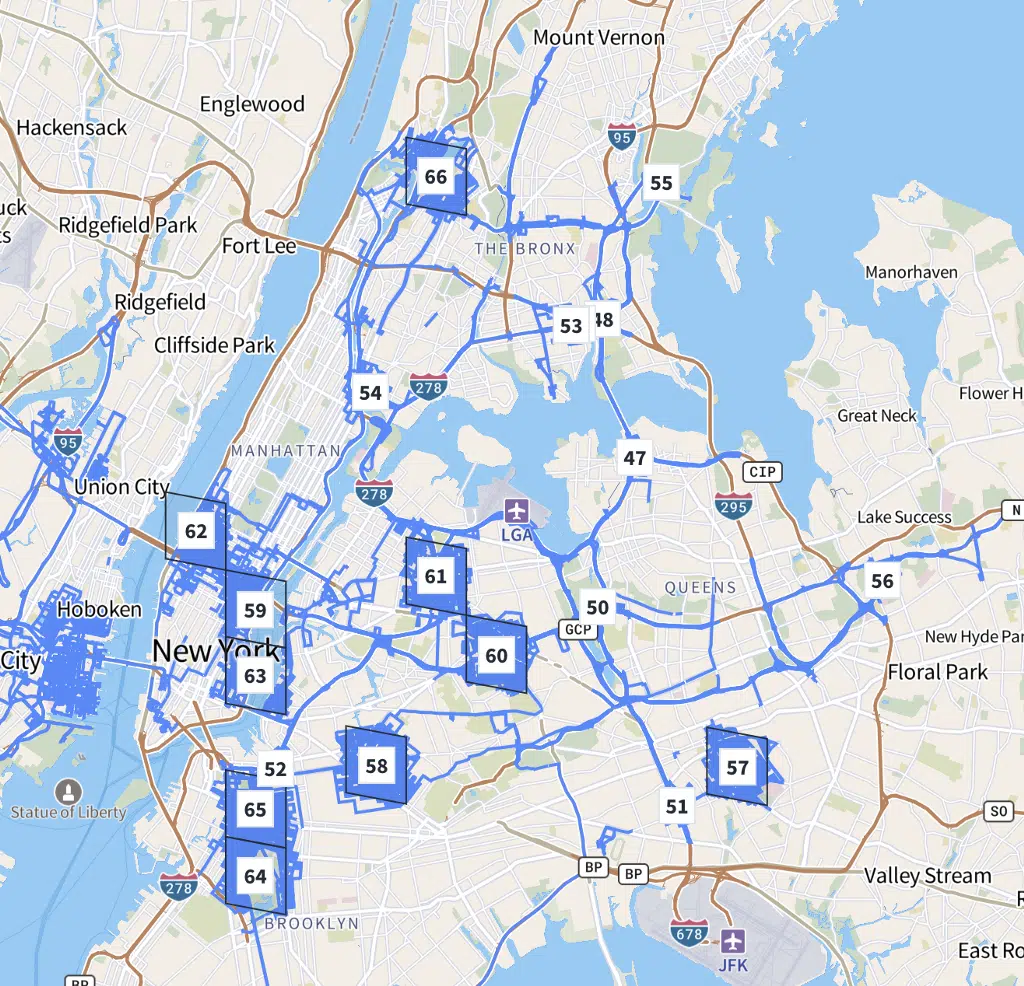 Mount Vernon
Englewood
Hackensack
95
55
66
Ridgefield Park
Fort Lee
THE BRONX
Manorhaven
Ridgefield
53
48
Cliffside Park
54
278
Flower H
Great Neck
95
MANHATTAN
47
CIP
Union City
278
295
LGA
N
Lake Success
62
61
QUEENS
56
Hoboken
59
50
GCP
New Hyde Par
City
New York
60
Floral Park
63
52
58
57
Statue of Liberty
65
51
SO
64
278
BP
BP
Valley Stream
BROOKLYN
678
JFK
East Ro
BP